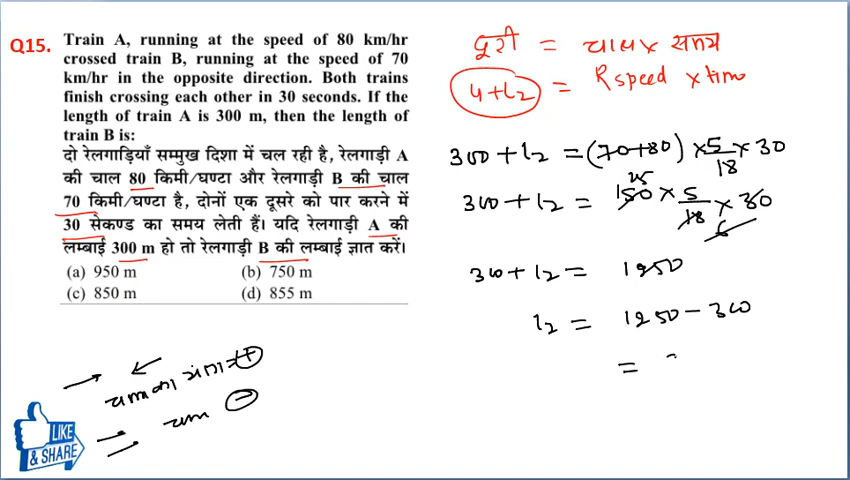 Q15. Train A, running at the speed of 80 km/hr
crossed train B, running at the speed of 70
km/hr in the opposite direction. Both trains
finish crossing each other in 30 seconds. If the
length of train A is 300 m, then the length of
train B is:
दो रेलगाड़ियाँ सम्मुख दिशा में चल रही है, रेलगाड़ी A
की चाल 80 किमी/घण्टा और रेलगाड़ी B की चाल
70 किमी/घण्टा है, दोनों एक दूसरे को पार करने में
30 सेकण्ड का समय लेती हैं। यदि रेलगाड़ी A की
लम्बाई 300 m हो तो रेलगाड़ी B की लम्बाई ज्ञात करें।
(a) 950 m (b) 750 m
(c) 850 m (d) 855 m
दूरी = चाल × समय
l1+l2 = R speed × time
300 + l2 = (70+80) × 5/18 × 30
300 + l2 = 150 × 5/18 × 30
25
6
300 + l2 = 1250
l2 = 1250 - 300
=
चाल का +
चाल -
LIKE
& SHARE